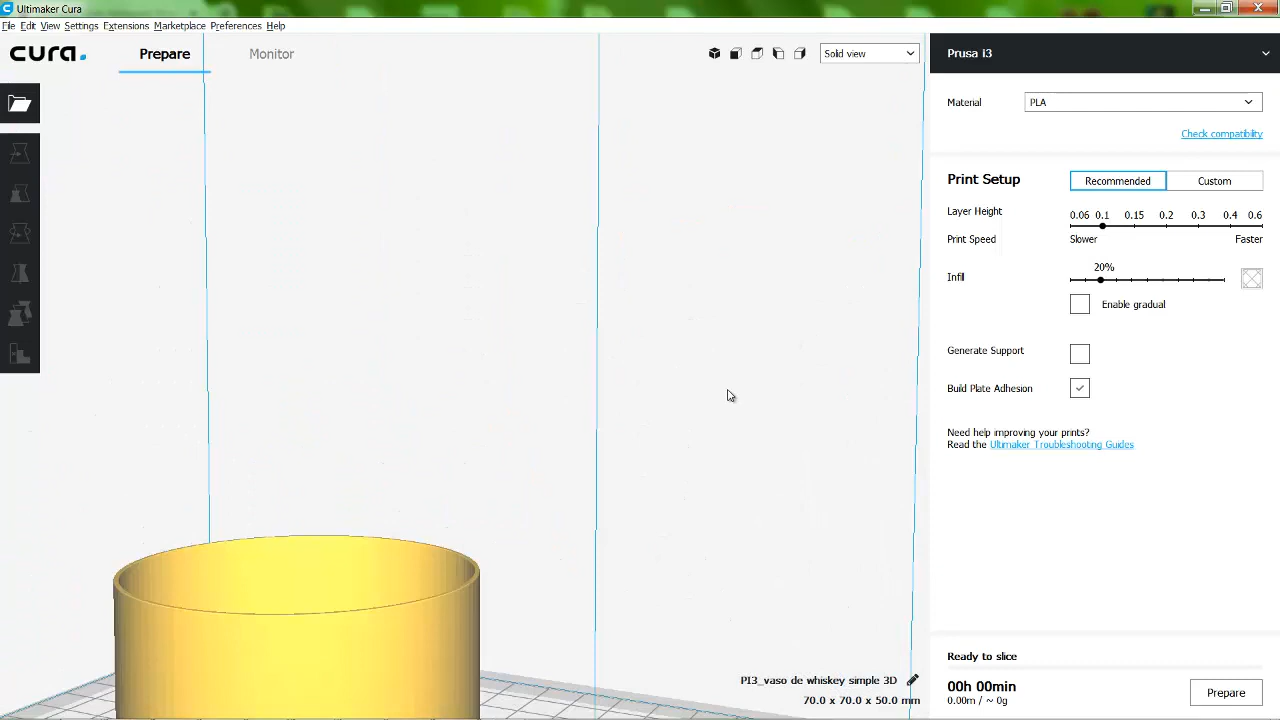 Ultimaker Cura
File Edit View Settings Extensions Marketplace Preferences Help
cura.
Prepare Monitor
Solid view
Prusa i3
Material PLA
Check compatibility
Print Setup Recommended Custom
Layer Height 0.06 0.1 0.15 0.2 0.3 0.4 0.6
Print Speed Slower Faster
20%
Infill
Enable gradual
Generate Support
Build Plate Adhesion
Need help improving your prints?
Read the Ultimaker Troubleshooting Guides
PI3_vaso de whiskey simple 3D
70.0 x 70.0 x 50.0 mm
Ready to slice
00h 00min
0.00m / ~ 0g
Prepare